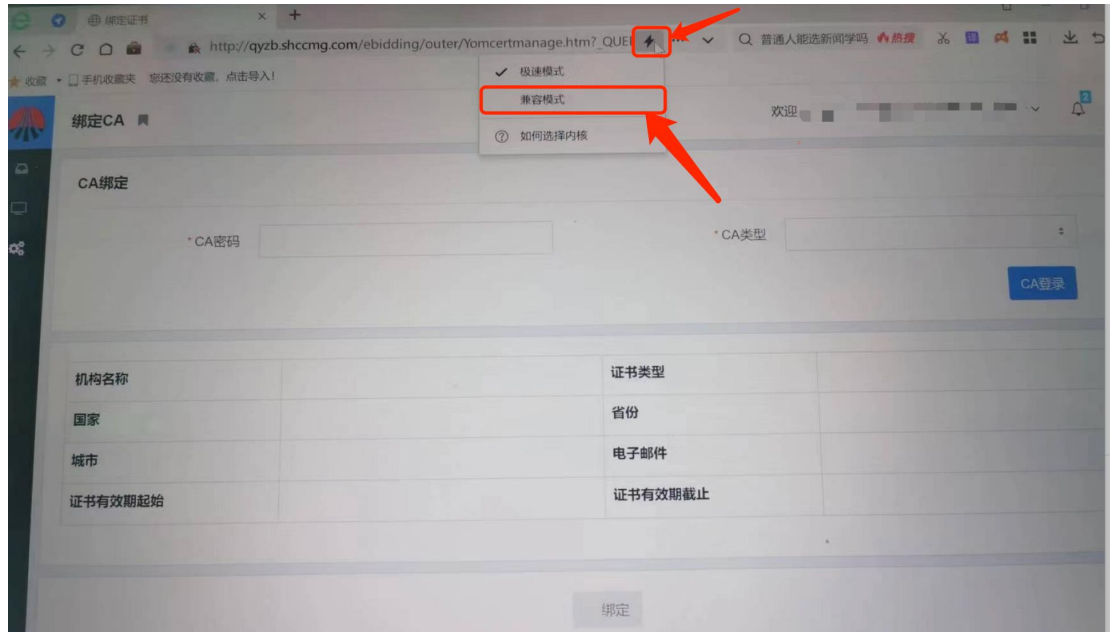 绑定证书
http://qyzb.shccmg.com/ebidding/outer/Yomcertmanage.htm?_QUE
普通人能选新闻学吗 热搜
收藏 手机收藏夹 您还没有收藏，点击导入！
极速模式
兼容模式
如何选择内核
绑定CA
欢迎
2
CA绑定
*CA密码
*CA类型
CA登录
机构名称
证书类型
国家
省份
城市
电子邮件
证书有效期起始
证书有效期截止
绑定